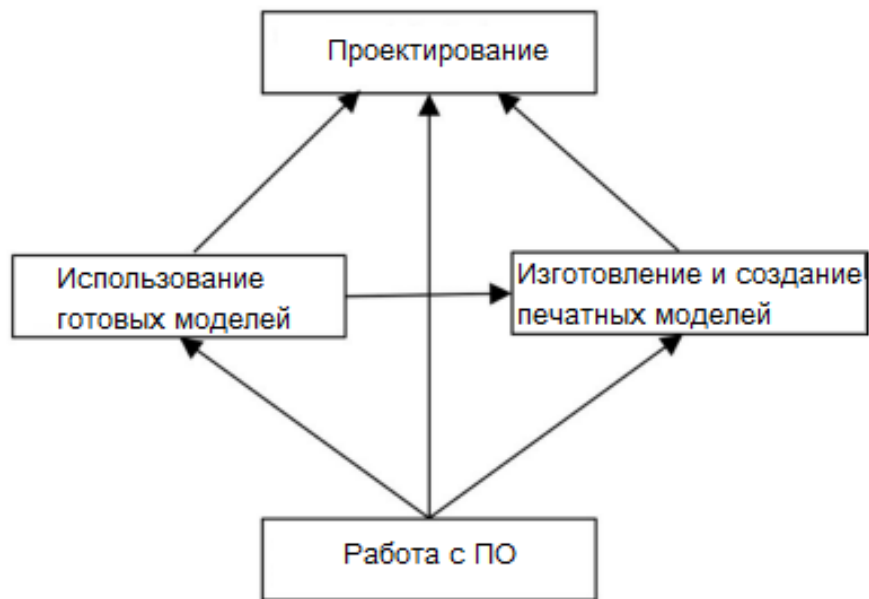 Проектирование
Использование
готовых моделей
Изготовление и создание
печатных моделей
Работа с ПО